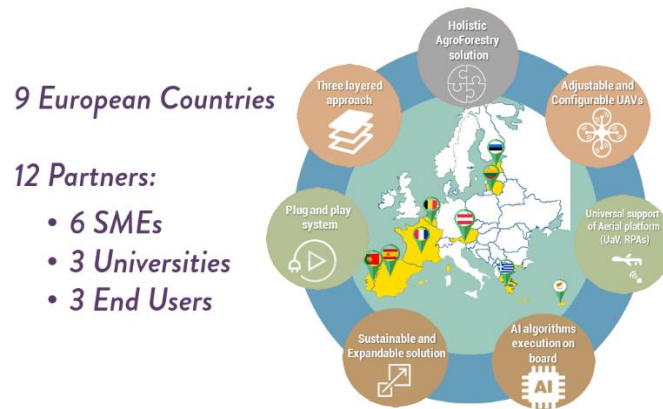 9 European Countries
12 Partners:
• 6 SMEs
• 3 Universities
• 3 End Users
Holistic
AgroForestry
solution
Three layered
approach
Adjustable and
Configurable UAVs
Plug and play
system
Universal support
of Aerial platform
(UaV, RPAs)
Sustainable and
Expandable solution
AI algorithms
execution on
board
AI